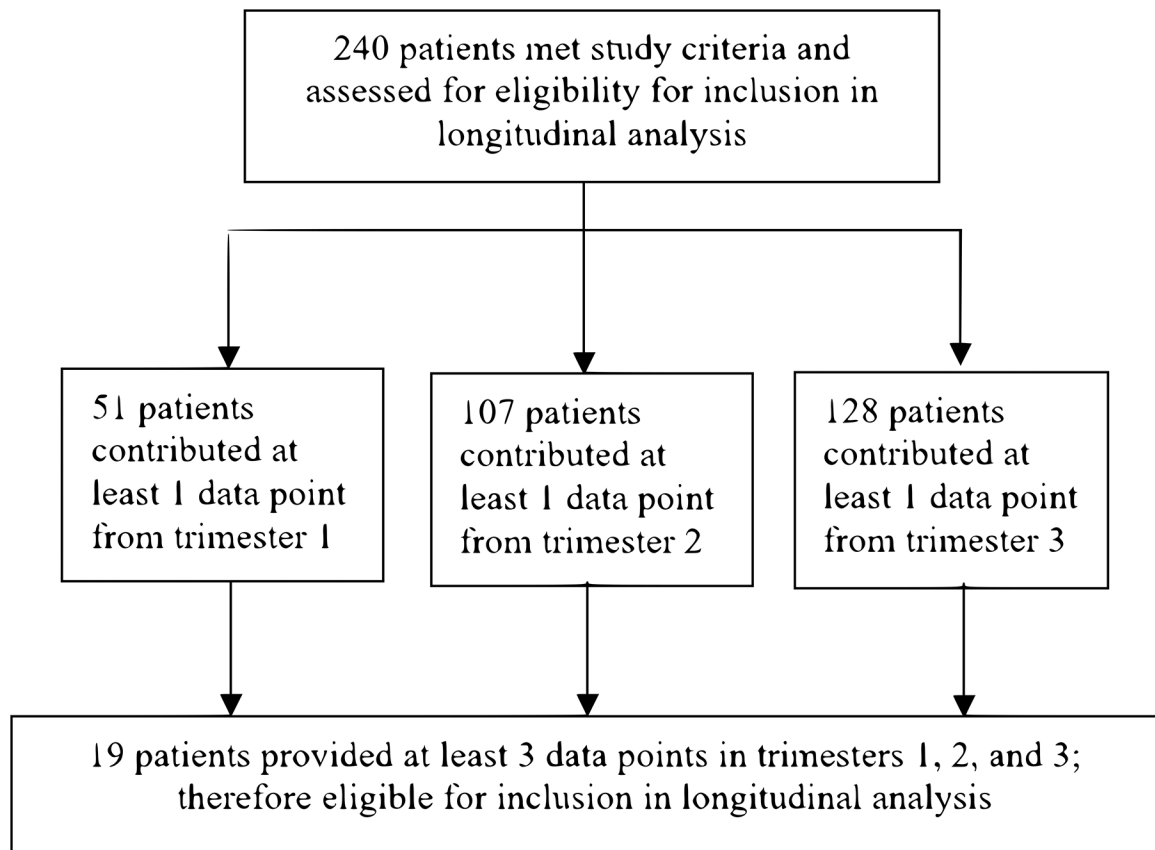 240 patients met study criteria and
assessed for eligibility for inclusion in
longitudinal analysis
51 patients
contributed at
least 1 data point
from trimester 1
107 patients
contributed at
least 1 data point
from trimester 2
128 patients
contributed at
least 1 data point
from trimester 3
19 patients provided at least 3 data points in trimesters 1, 2, and 3;
therefore eligible for inclusion in longitudinal analysis